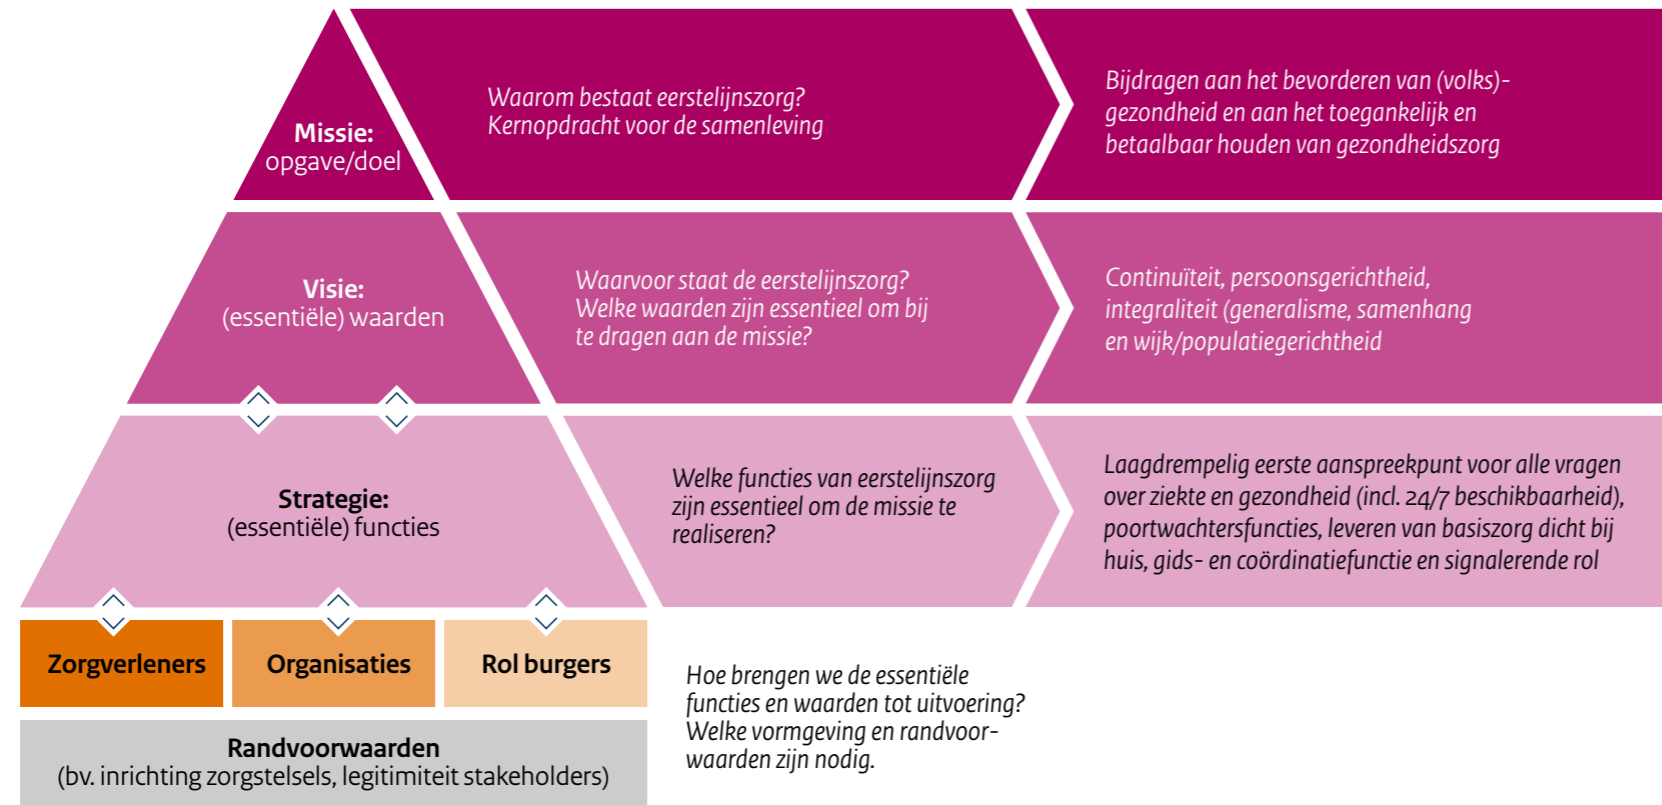 Missie:
opgave/doel
Waarom bestaat eerstelijnszorg?
Kernopdracht voor de samenleving
Bijdragen aan het bevorderen van (volks)-
gezondheid en aan het toegankelijk en
betaalbaar houden van gezondheidszorg
Visie:
(essentiële) waarden
Waarvoor staat de eerstelijnszorg?
Welke waarden zijn essentieel om bij
te dragen aan de missie?
Continuïteit, persoonsgerichtheid,
integraliteit (generalisme, samenhang
en wijk/populatiegerichtheid
Strategie:
(essentiële) functies
Welke functies van eerstelijnszorg
zijn essentieel om de missie te
realiseren?
Laagdrempelig eerste aanspreekpunt voor alle vragen
over ziekte en gezondheid (incl. 24/7 beschikbaarheid),
poortwachtersfuncties, leveren van basiszorg dicht bij
huis, gids- en coördinatiefunctie en signalerende rol
Zorgverleners
Organisaties
Rol burgers
Randvoorwaarden
(bv. inrichting zorgstelsels, legitimiteit stakeholders)
Hoe brengen we de essentiële
functies en waarden tot uitvoering?
Welke vormgeving en randvoor-
waarden zijn nodig.